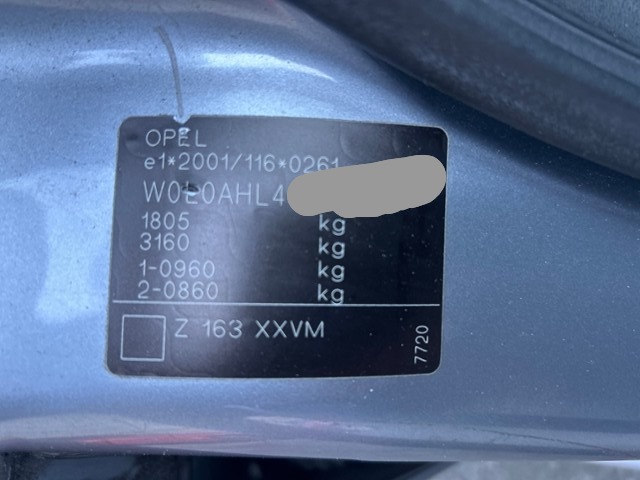 OPEL
e1*2001/116*0261
W0L0AHL4
1805 kg
3160 kg
1-0960 kg
2-0860 kg
Z 163 XXVM
7720